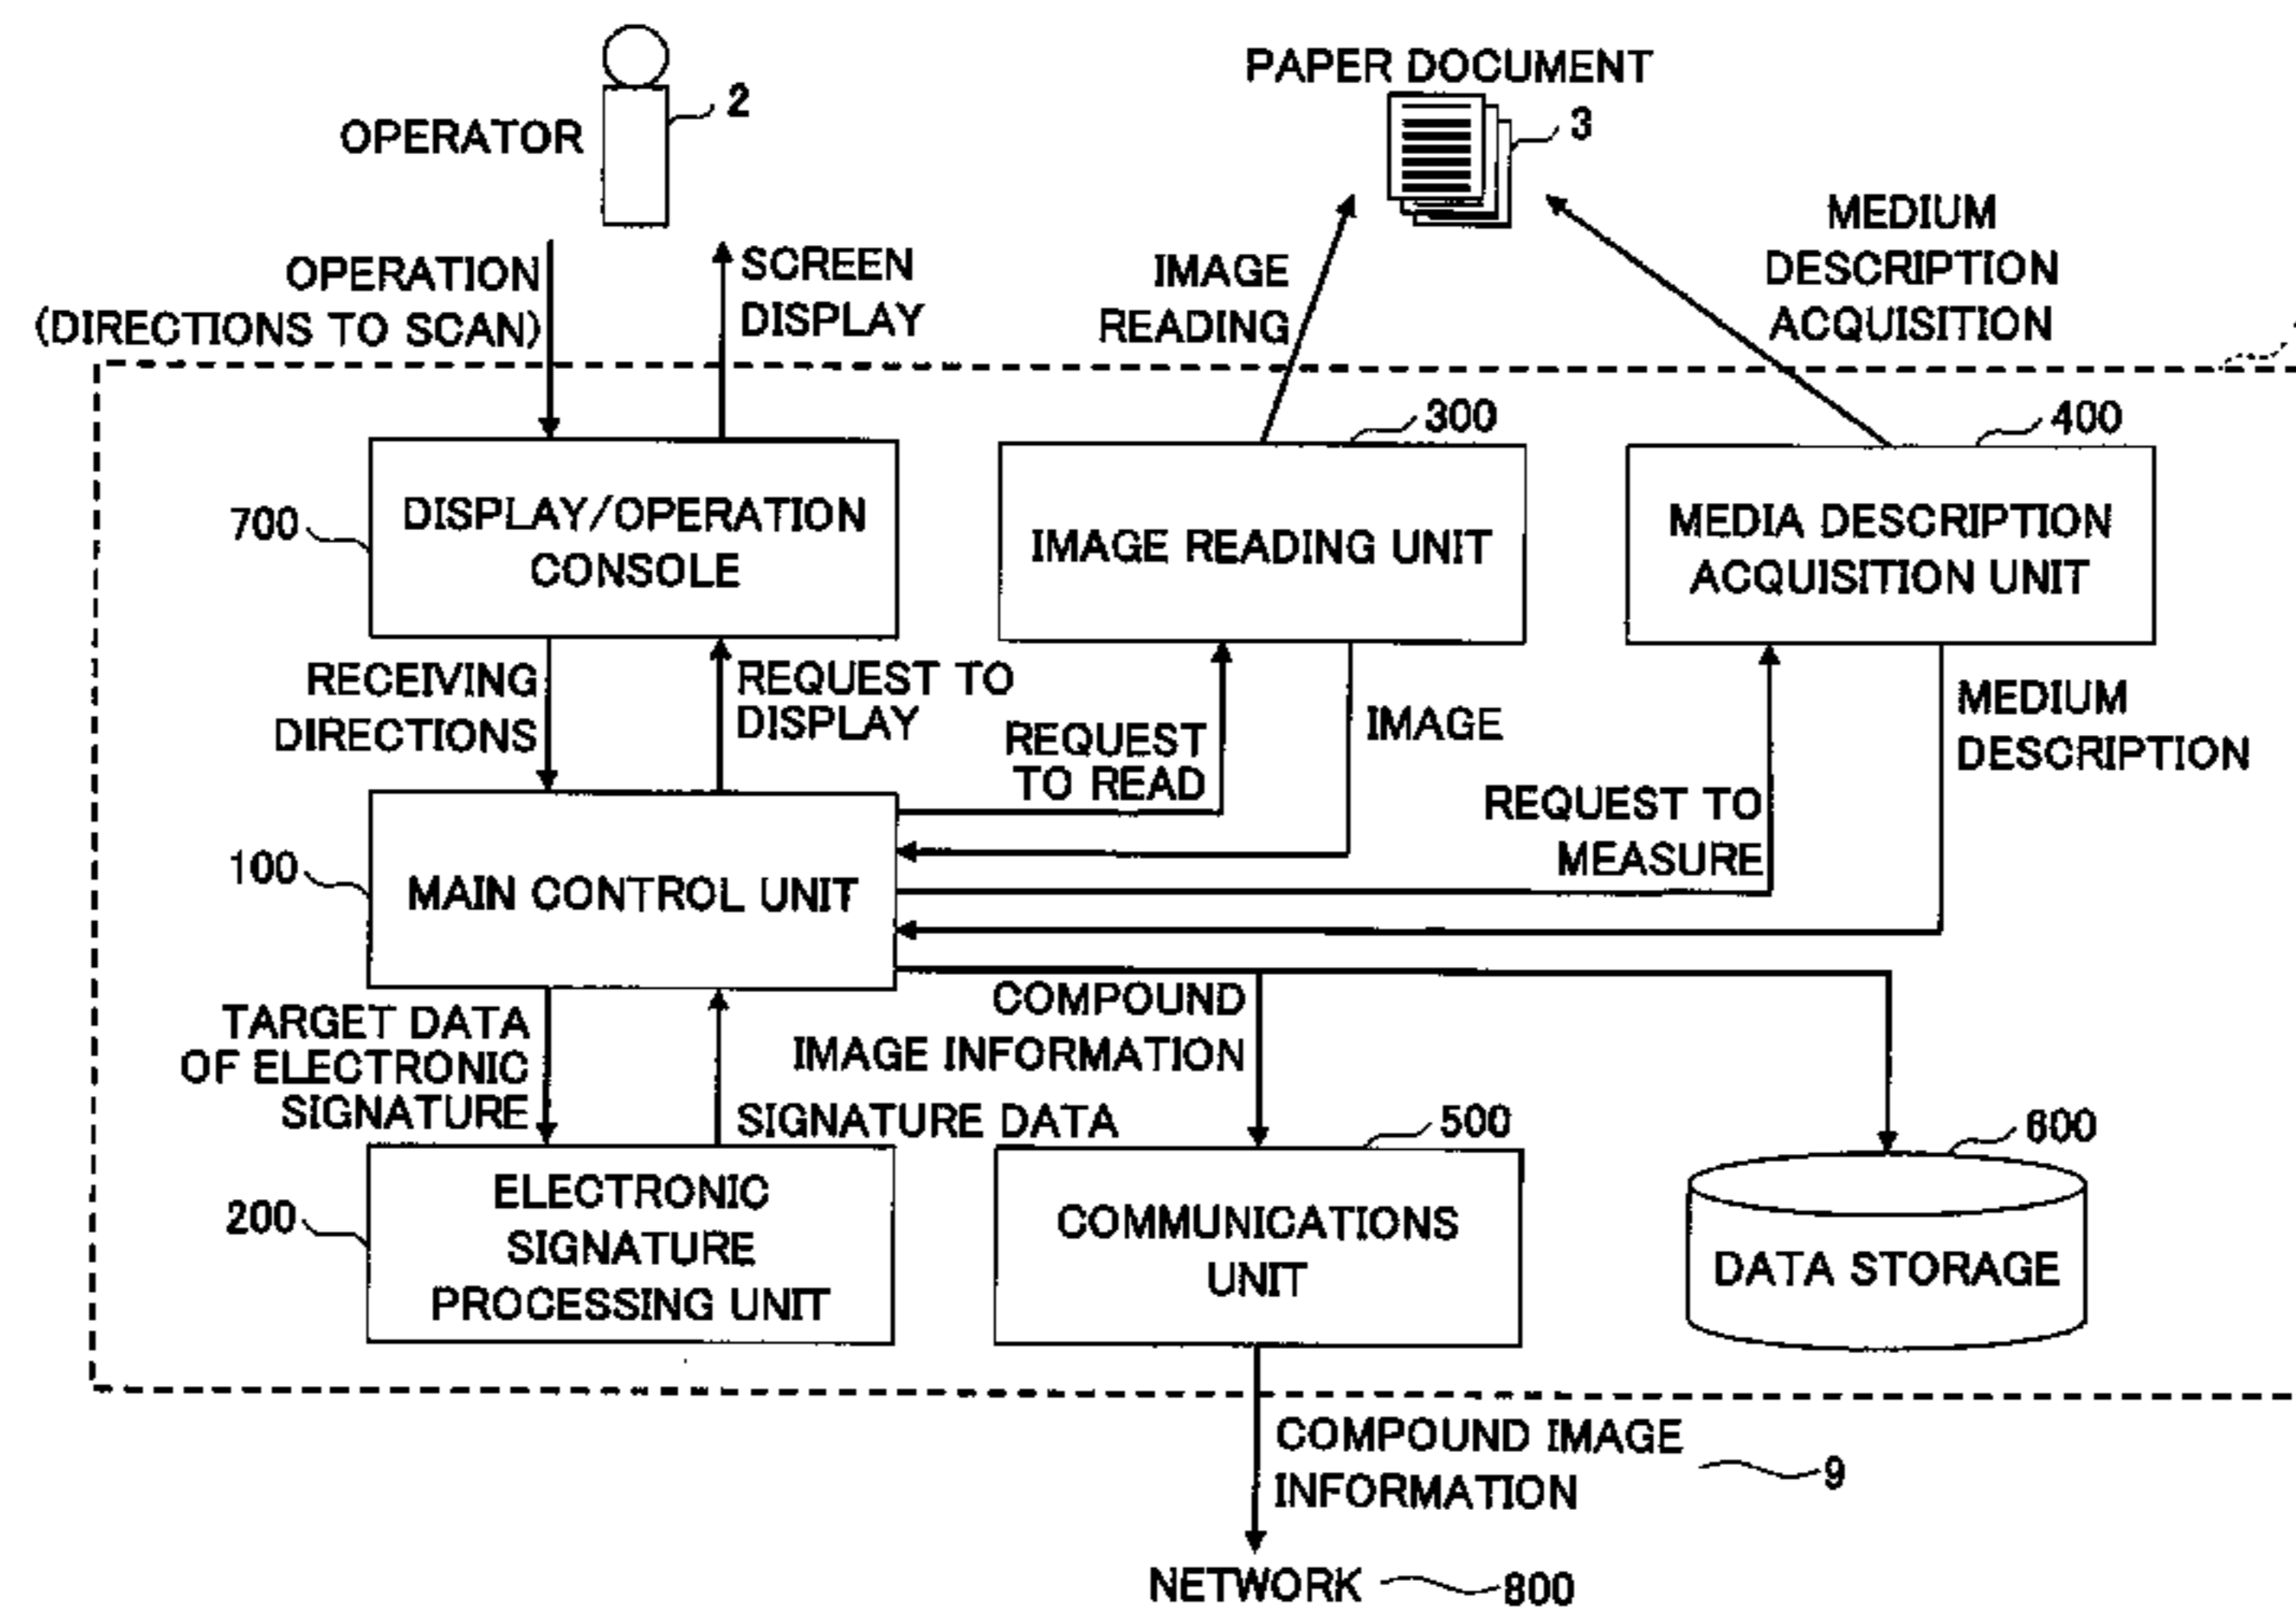 PAPER DOCUMENT
2
3
OPERATOR
MEDIUM
DESCRIPTION
ACQUISITION
OPERATION
(DIRECTIONS TO SCAN)
SCREEN
DISPLAY
IMAGE
READING
300
400
700
DISPLAY/OPERATION
CONSOLE
IMAGE READING UNIT
MEDIA DESCRIPTION
ACQUISITION UNIT
RECEIVING
DIRECTIONS
REQUEST TO
DISPLAY
REQUEST
TO READ
IMAGE
MEDIUM
DESCRIPTION
REQUEST TO
MEASURE
100
MAIN CONTROL UNIT
TARGET DATA
OF ELECTRONIC
SIGNATURE
SIGNATURE DATA
COMPOUND
IMAGE INFORMATION
500
600
200
ELECTRONIC
SIGNATURE
PROCESSING UNIT
COMMUNICATIONS
UNIT
DATA STORAGE
COMPOUND IMAGE
INFORMATION
9
NETWORK
800